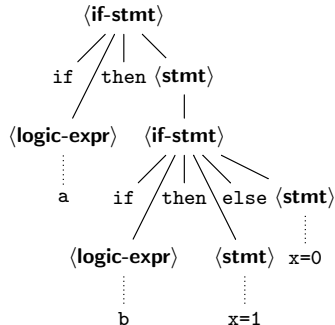 ⟨if-stmt⟩
if then ⟨stmt⟩
⟨logic-expr⟩ ⟨if-stmt⟩
a if then else ⟨stmt⟩
⟨logic-expr⟩ ⟨stmt⟩ x=0
b x=1